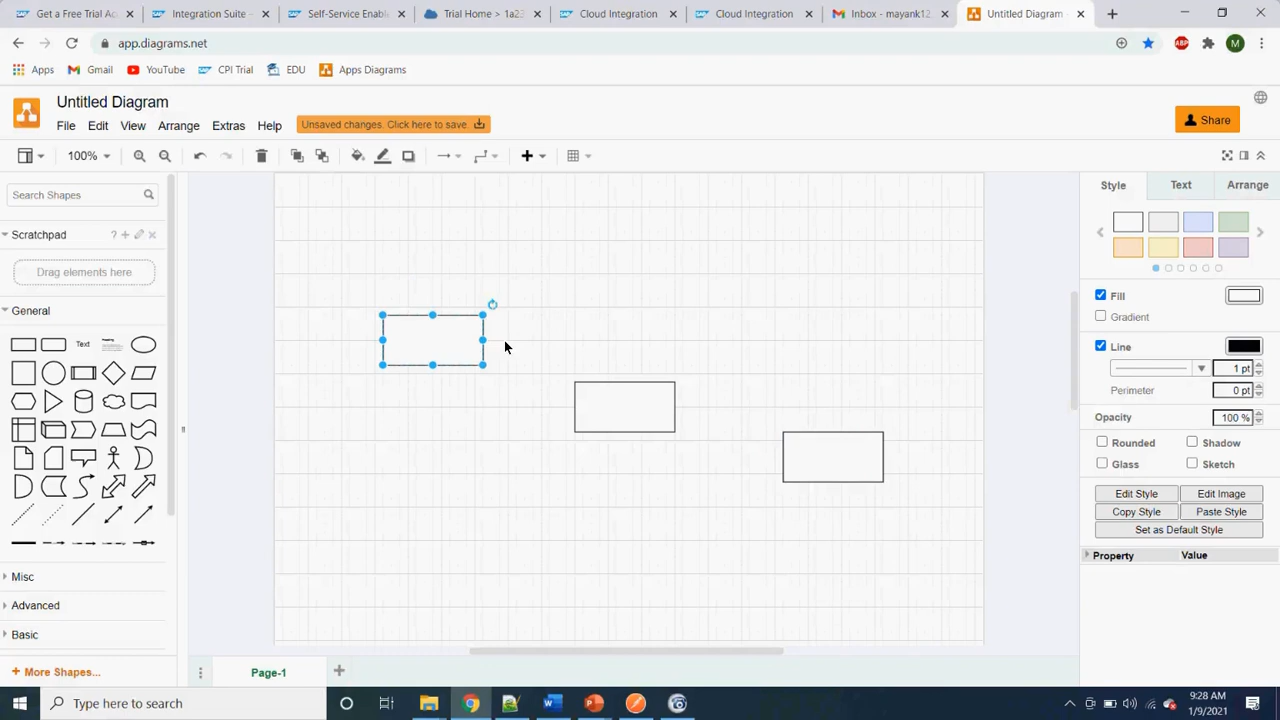 Get a Free Trial Ac
Integration Suite –
Self-Service Enabl
Trial Home > 1a23
Cloud Integration
Cloud Integration
Inbox - mayank12
Untitled Diagram -
app.diagrams.net
ABP
M
Apps
Gmail
YouTube
CPI Trial
EDU
Apps Diagrams
Untitled Diagram
File Edit View Arrange Extras Help
Unsaved changes. Click here to save.
Share
100%
Search Shapes
Style Text Arrange
Scratchpad
Drag elements here
General
Text
Heading
Misc
Advanced
Basic
+ More Shapes...
Fill
Gradient
Line
1 pt
Perimeter 0 pt
Opacity 100 %
Rounded Shadow
Glass Sketch
Edit Style Edit Image
Copy Style Paste Style
Set as Default Style
Property Value
Page-1
Type here to search
9:28 AM
1/9/2021